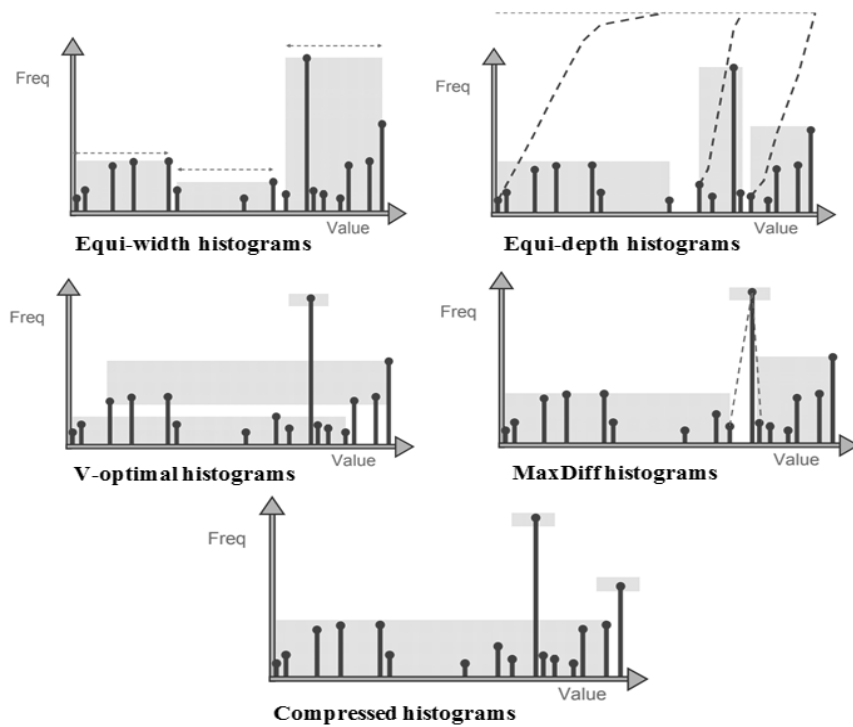 Freq
Value
Equi-width histograms
Freq
Value
Equi-depth histograms
Freq
Value
V-optimal histograms
Freq
Value
MaxDiff histograms
Freq
Value
Compressed histograms